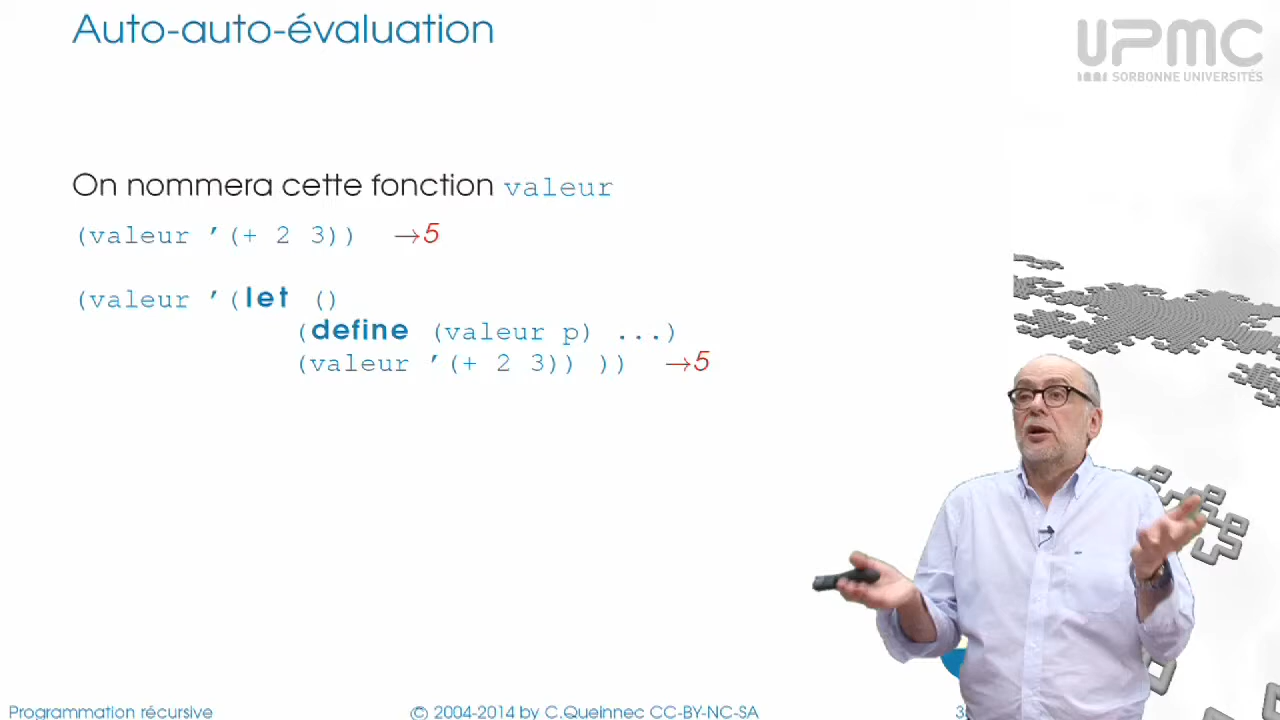 Auto-auto-évaluation
UPMC
SORBONNE UNIVERSITÉS
On nommera cette fonction valeur
(valeur '(+ 2 3)) →5
(valeur '(let ()
(define (valeur p) ...)
(valeur '(+ 2 3)) )) →5
Programmation récursive
© 2004-2014 by C.Queinnec CC-BY-NC-SA